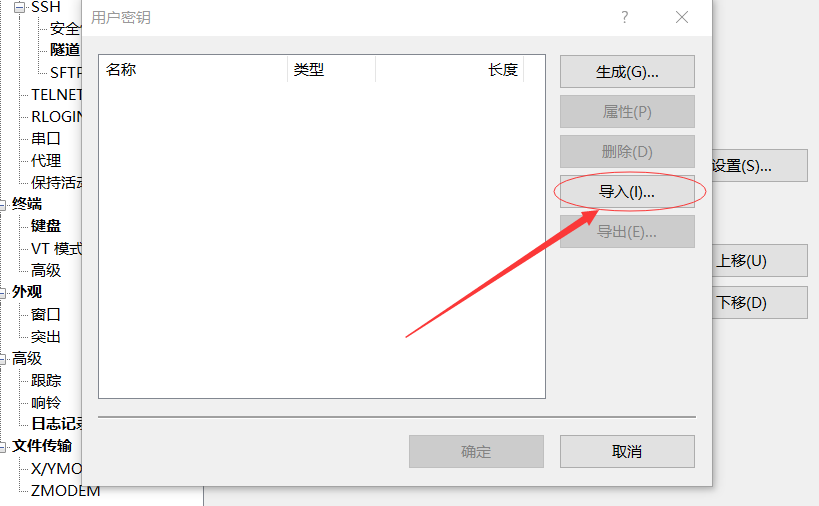 SSH
安全
隧道
SFTP
TELNET
RLOGIN
串口
代理
保持活动
终端
键盘
VT 模式
高级
外观
窗口
突出
高级
跟踪
响铃
日志记录
文件传输
X/YMO
ZMODEM
用户密钥
?
名称 类型 长度
生成(G)...
属性(P)
删除(D)
导入(I)...
导出(E)...
确定 取消
设置(S)...
上移(U)
下移(D)